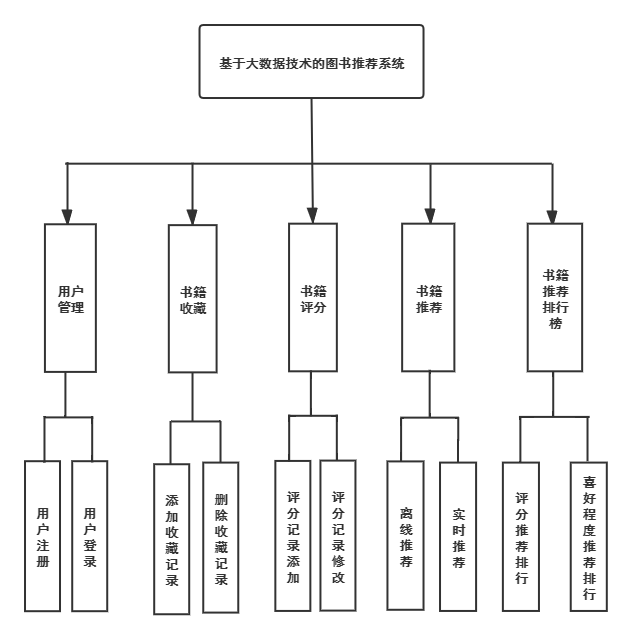 基于大数据技术的图书推荐系统
用户
管理
书籍
收藏
书籍
评分
书籍
推荐
书籍
推荐
排行
榜
用户注册
用户登录
添加收藏记录
删除收藏记录
评分记录添加
评分记录修改
离线推荐
实时推荐
评分推荐排行
喜好程度推荐排行